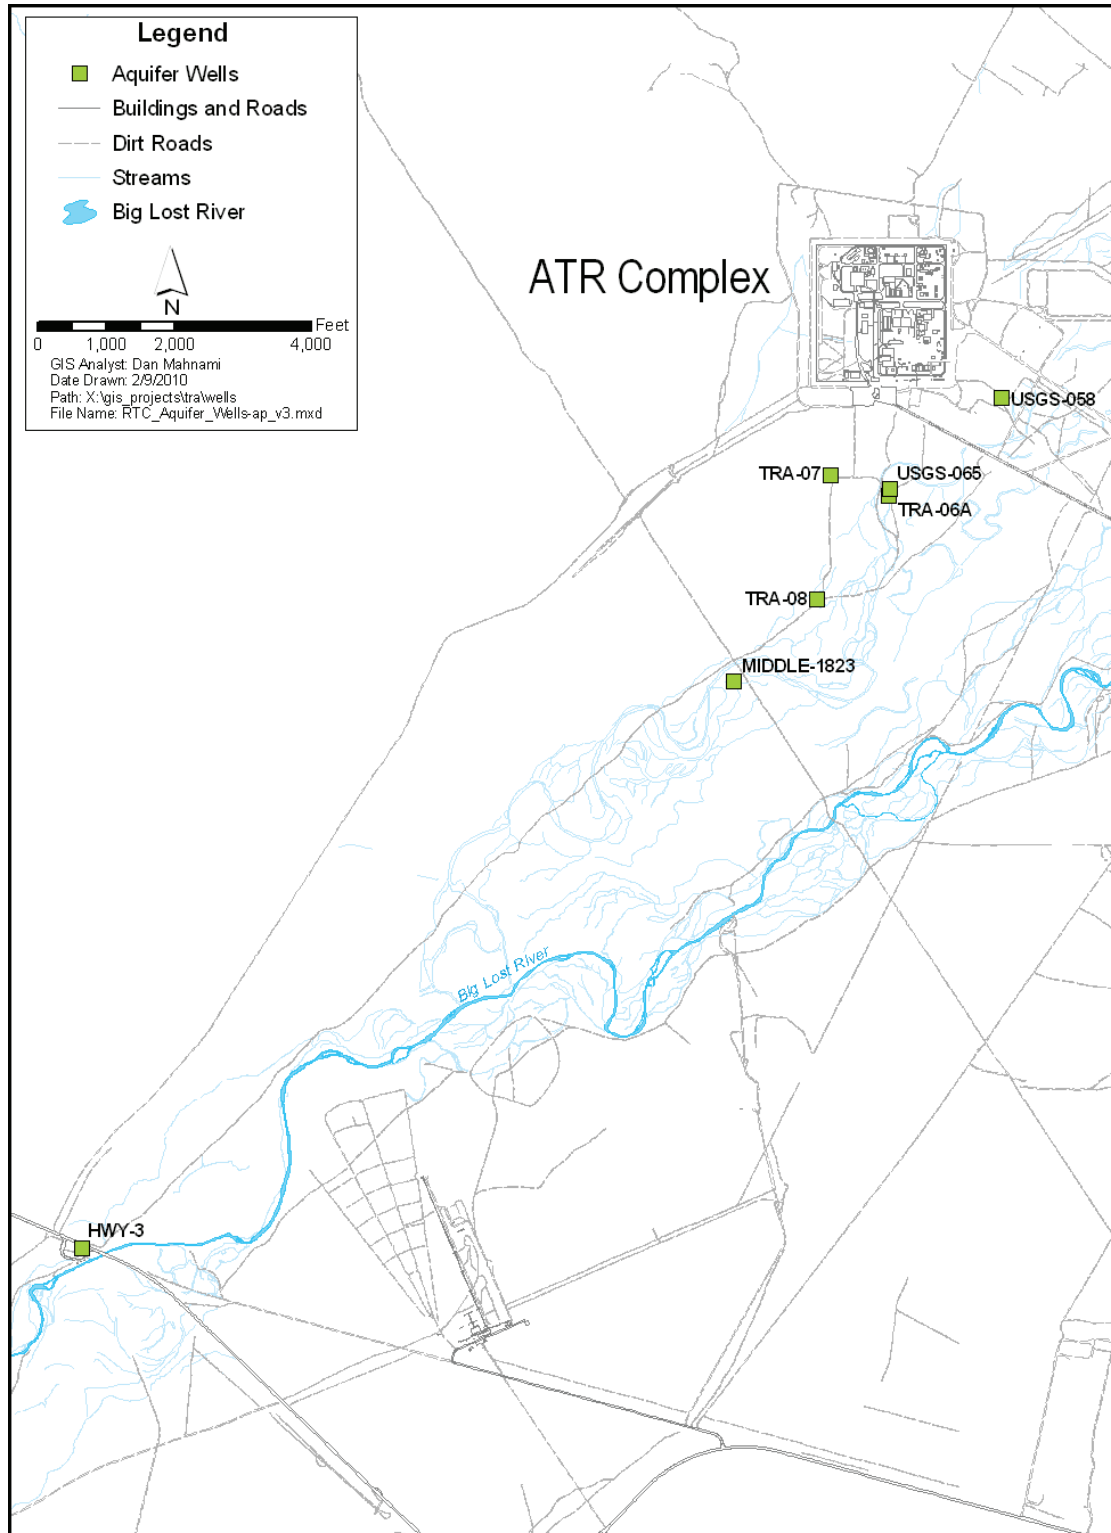 Legend
Aquifer Wells
Buildings and Roads
Dirt Roads
Streams
Big Lost River
N
Feet
0 1,000 2,000 4,000
GIS Analyst: Dan Mahnami
Date Drawn: 2/9/2010
Path: X:\gis_projects\tra\wells
File Name: RTC_Aquifer_Wells-ap_v3.mxd
ATR Complex
USGS-058
TRA-07
USGS-065
TRA-06A
TRA-08
MIDDLE-1823
Big Lost River
HWY-3